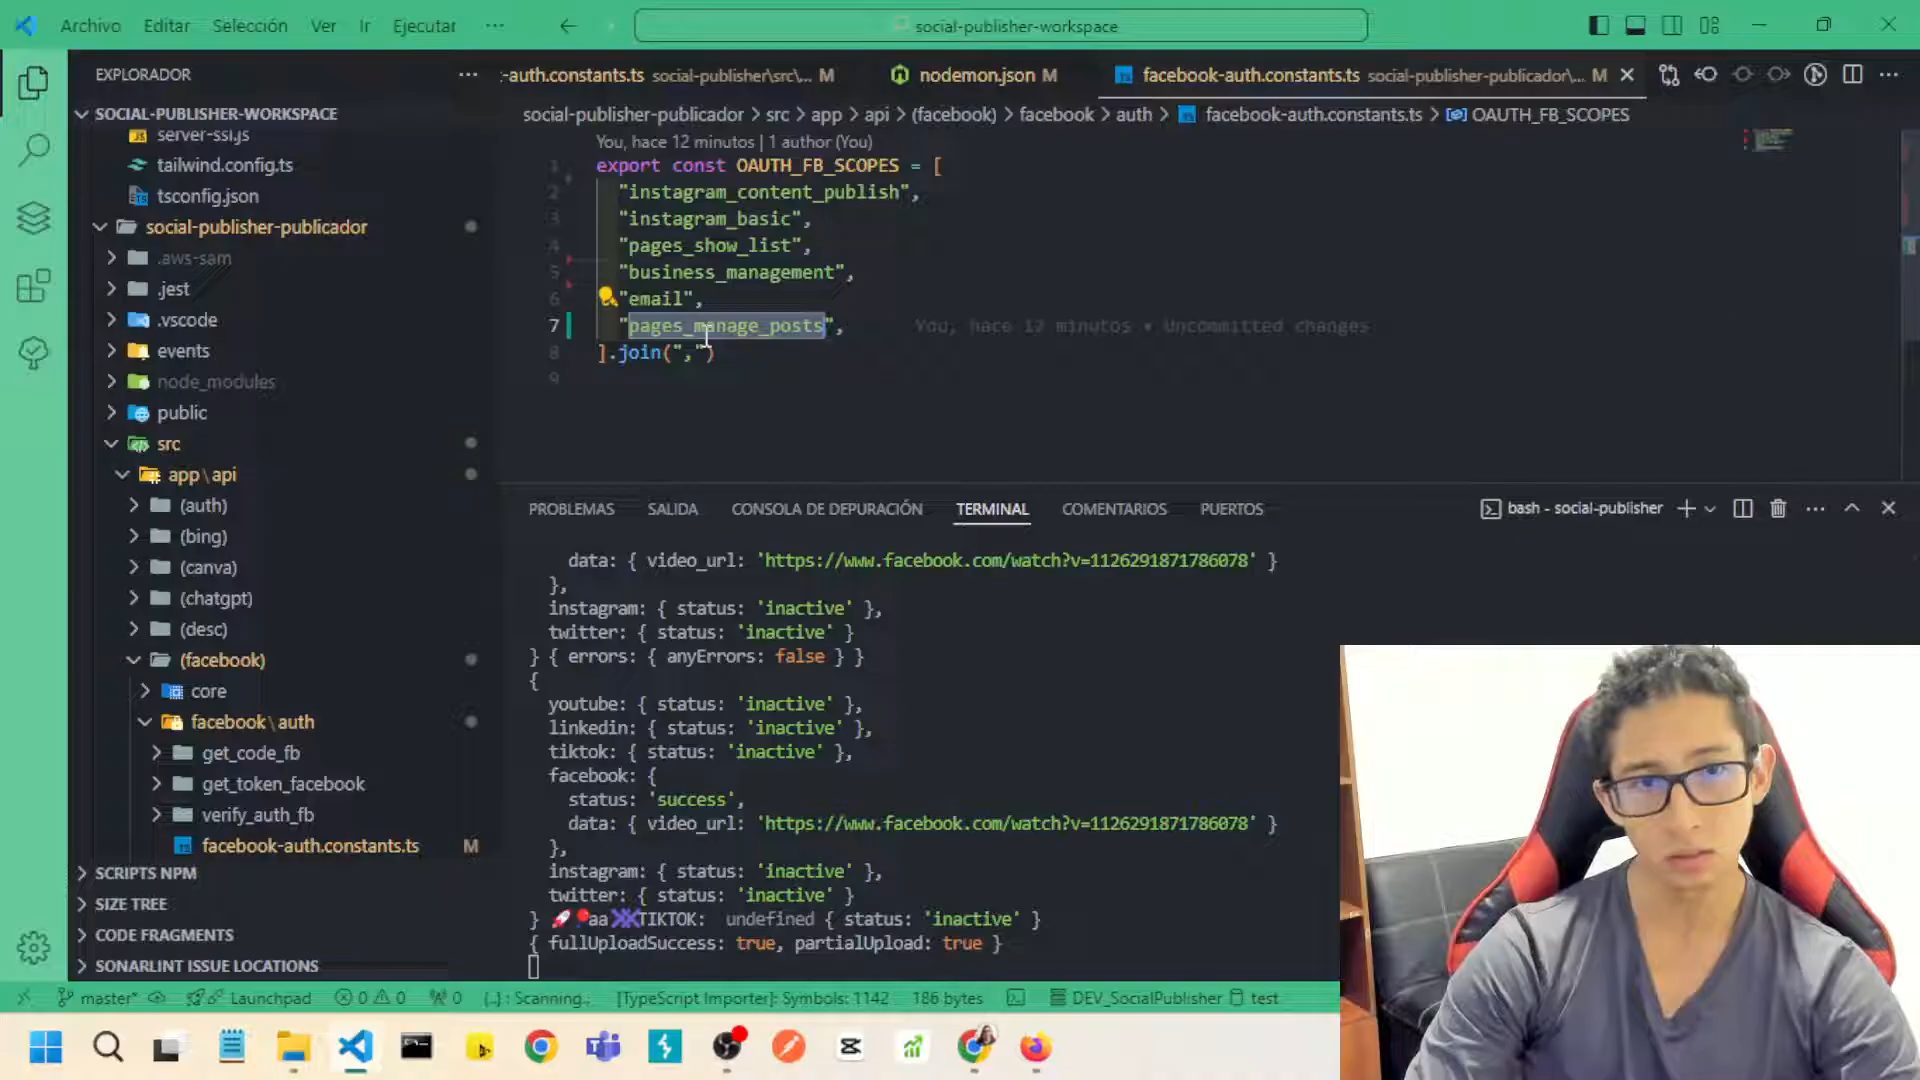 Archivo Editar Selección Ver Ir Ejecutar ··· social-publisher-workspace
EXPLORADOR ···
SOCIAL-PUBLISHER-WORKSPACE
server-ssl.js
tailwind.config.ts
tsconfig.json
social-publisher-publicador
.aws-sam
.jest
.vscode
events
node_modules
public
src
app\api
(auth)
(bing)
(canva)
(chatgpt)
(desc)
(facebook)
core
facebook\auth
get_code_fb
get_token_facebook
verify_auth_fb
facebook-auth.constants.ts M
SCRIPTS NPM
SIZE TREE
CODE FRAGMENTS
SONARLINT ISSUE LOCATIONS
-auth.constants.ts social-publisher\src\... M nodemon.json M facebook-auth.constants.ts social-publisher-publicador\... M
social-publisher-publicador > src > app > api > (facebook) > facebook > auth > facebook-auth.constants.ts > OAUTH_FB_SCOPES
You, hace 12 minutos | 1 author (You)
1 export const OAUTH_FB_SCOPES = [
2 "instagram_content_publish",
3 "instagram_basic",
4 "pages_show_list",
5 "business_management",
6 "email",
7 "pages_manage_posts", You, hace 12 minutos • Uncommitted changes
8 ].join(",")
9
PROBLEMAS SALIDA CONSOLA DE DEPURACIÓN TERMINAL COMENTARIOS PUERTOS bash - social-publisher
data: { video_url: 'https://www.facebook.com/watch?v=1126291871786078' }
},
instagram: { status: 'inactive' },
twitter: { status: 'inactive' }
} { errors: { anyErrors: false } }
{
youtube: { status: 'inactive' },
linkedin: { status: 'inactive' },
tiktok: { status: 'inactive' },
facebook: {
status: 'success',
data: { video_url: 'https://www.facebook.com/watch?v=1126291871786078' }
},
instagram: { status: 'inactive' },
twitter: { status: 'inactive' }
} 🚀📍aa👾TIKTOK: undefined { status: 'inactive' }
{ fullUploadSuccess: true, partialUpload: true }
master* Launchpad 0 0 0 {..} : Scanning.. [TypeScript Importer]: Symbols: 1142 186 bytes DEV_SocialPublisher test